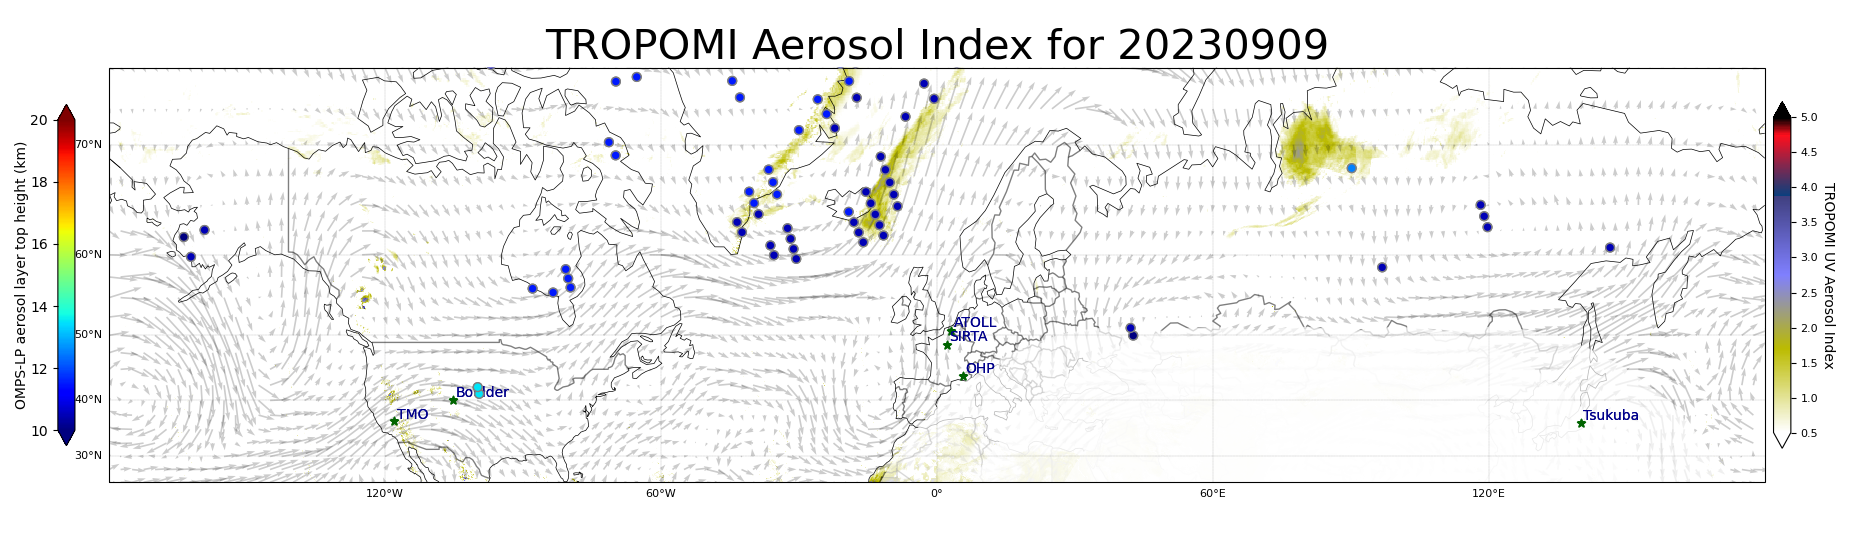 TROPOMI Aerosol Index for 20230909
20
18
16
14
12
10
OMPS-LP aerosol layer top height (km)
70°N
60°N
50°N
40°N
30°N
120°W
60°W
0°
60°E
120°E
ATOLL
SIRTA
OHP
Boulder
TMO
Tsukuba
5.0
4.5
4.0
3.5
3.0
2.5
2.0
1.5
1.0
0.5
TROPOMI UV Aerosol Index